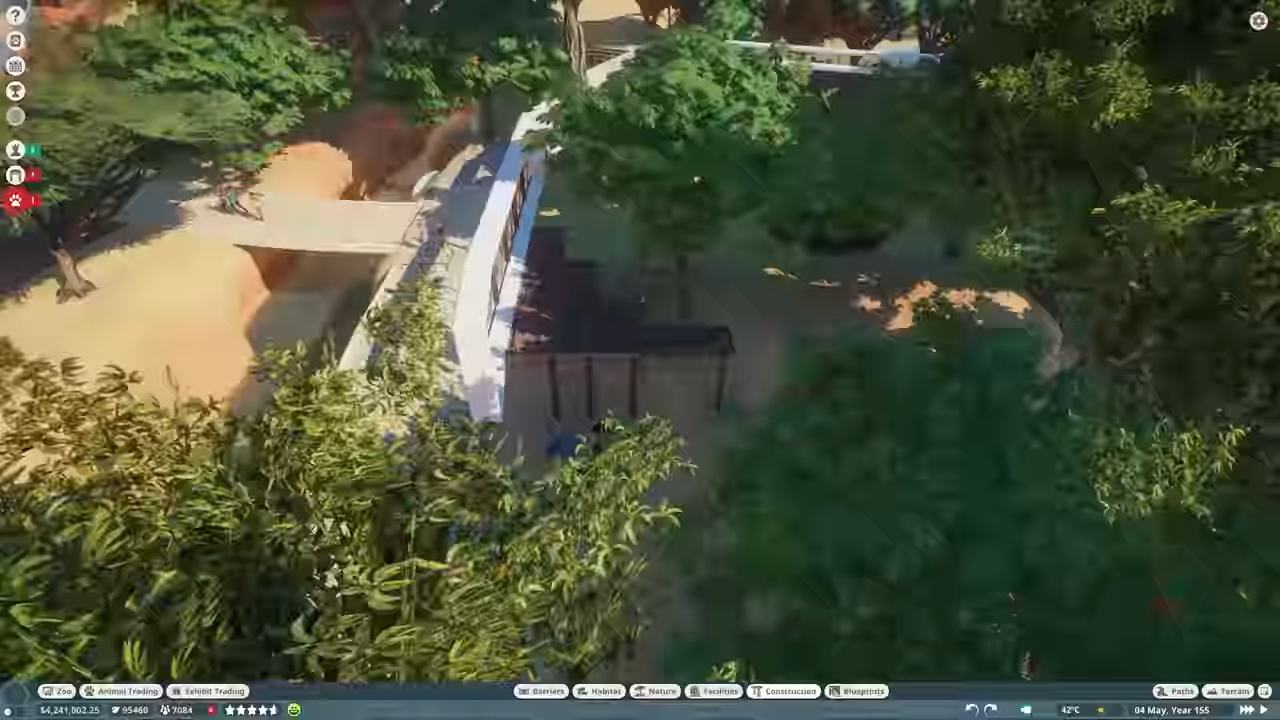 Zoo Animal Trading Exhibit Trading Barriers Habitat Nature Facilities Construction Blueprints Paths Terrain
$4,241,002.25 95460 7084 42°C 04 May, Year 155